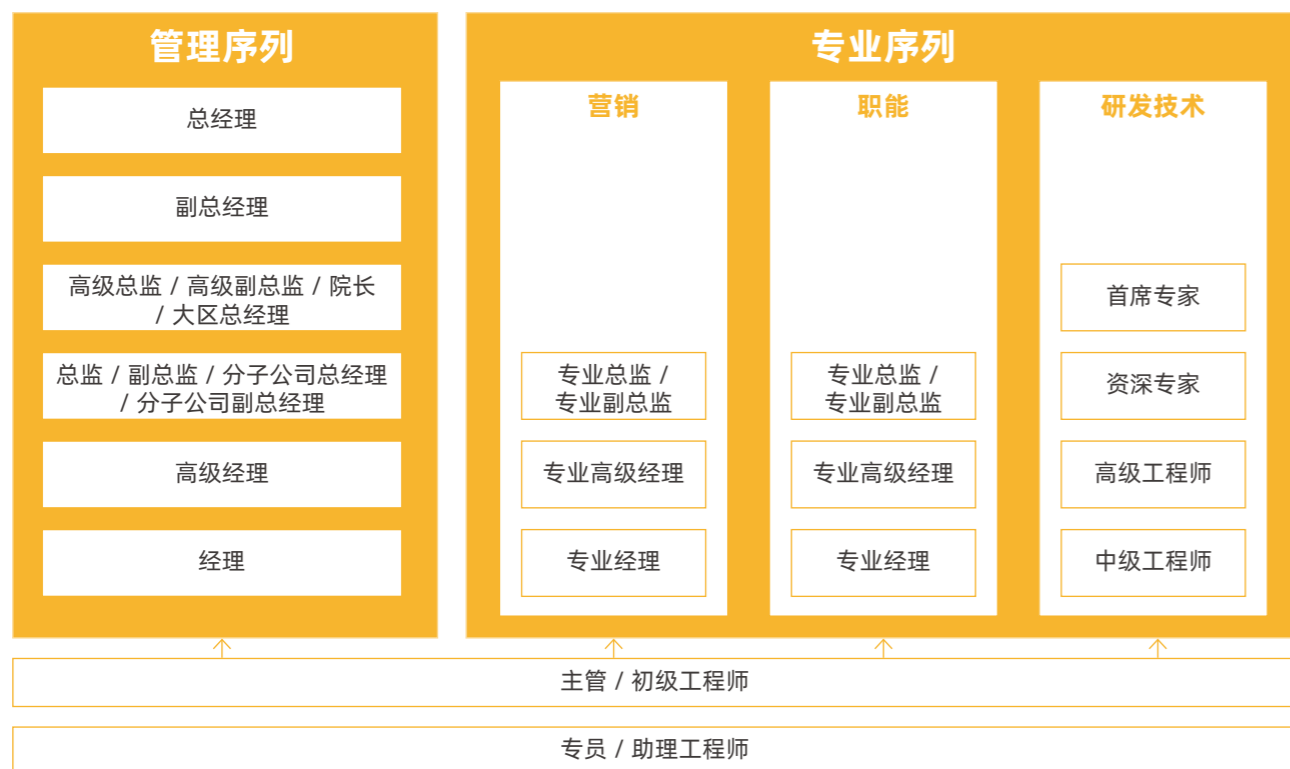 管理序列
总经理
副总经理
高级总监 / 高级副总监 / 院长
/ 大区总经理
总监 / 副总监 / 分子公司总经理
/ 分子公司副总经理
高级经理
经理
专业序列
营销
专业总监 /
专业副总监
专业高级经理
专业经理
职能
专业总监 /
专业副总监
专业高级经理
专业经理
研发技术
首席专家
资深专家
高级工程师
中级工程师
主管 / 初级工程师
专员 / 助理工程师